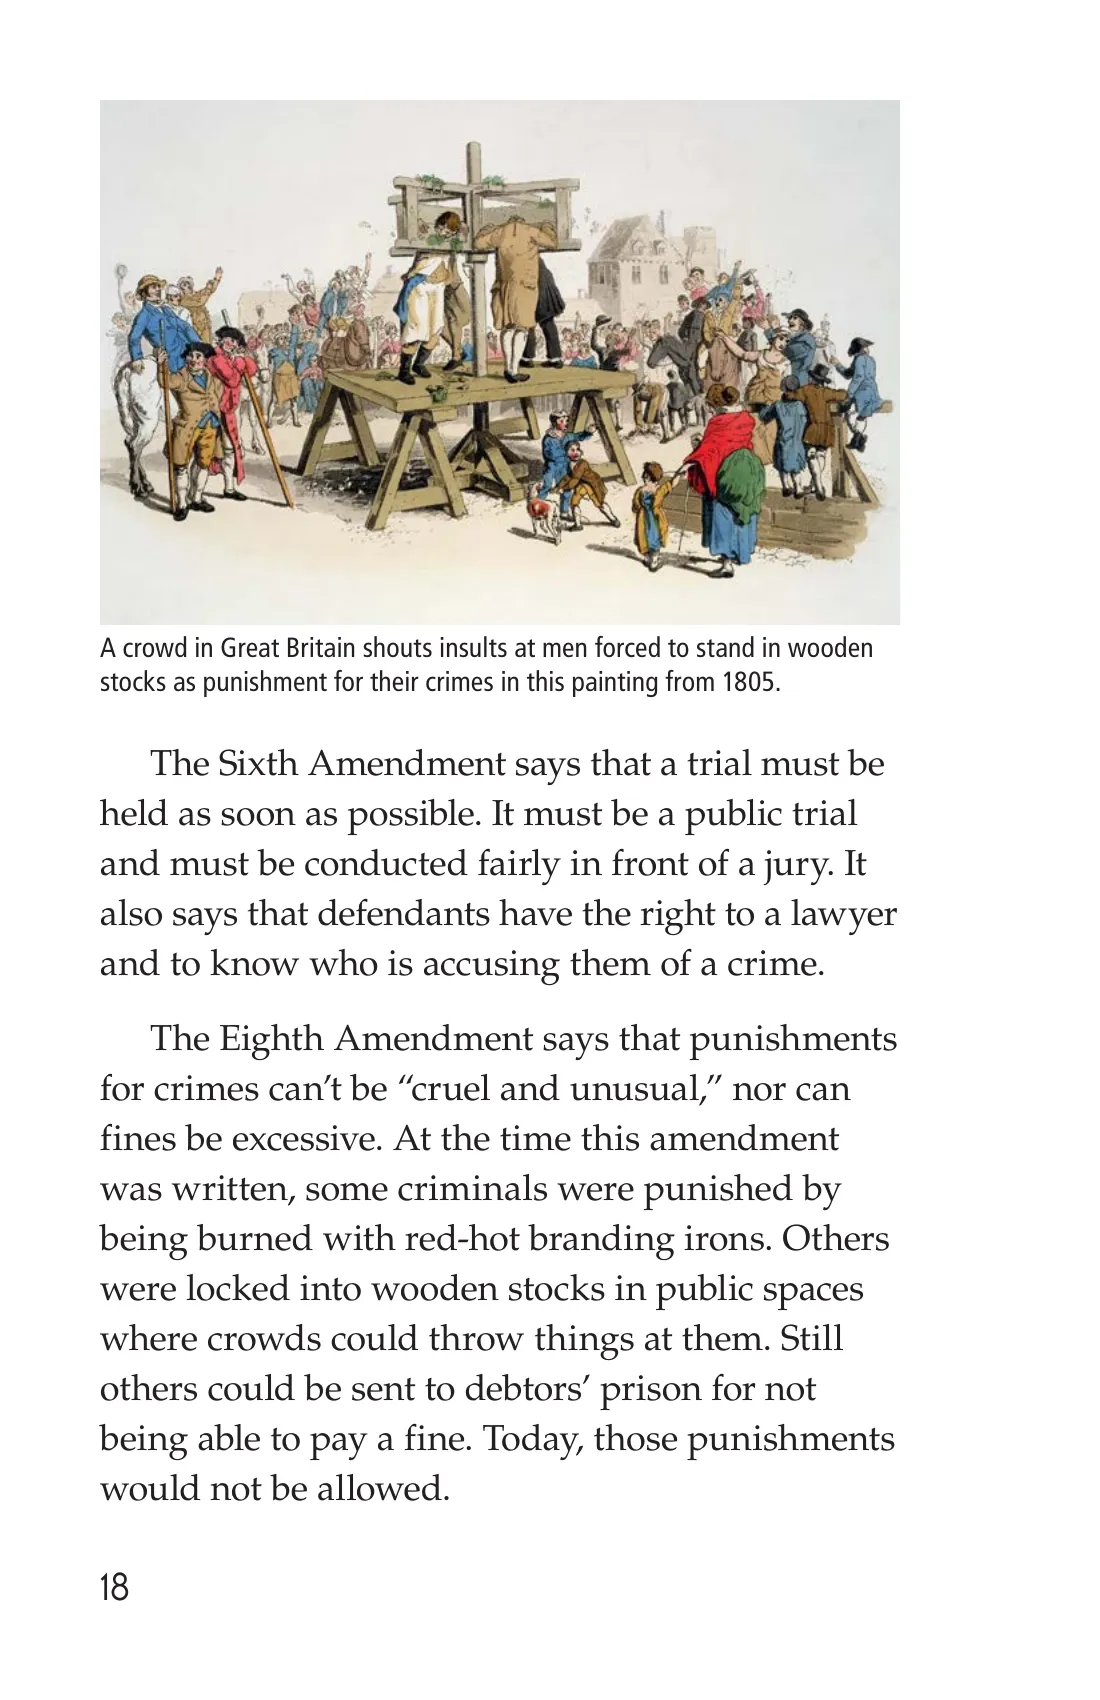 A crowd in Great Britain shouts insults at men forced to stand in wooden
stocks as punishment for their crimes in this painting from 1805.
The Sixth Amendment says that a trial must be
held as soon as possible. It must be a public trial
and must be conducted fairly in front of a jury. It
also says that defendants have the right to a lawyer
and to know who is accusing them of a crime.
The Eighth Amendment says that punishments
for crimes can’t be “cruel and unusual,” nor can
fines be excessive. At the time this amendment
was written, some criminals were punished by
being burned with red-hot branding irons. Others
were locked into wooden stocks in public spaces
where crowds could throw things at them. Still
others could be sent to debtors’ prison for not
being able to pay a fine. Today, those punishments
would not be allowed.
18